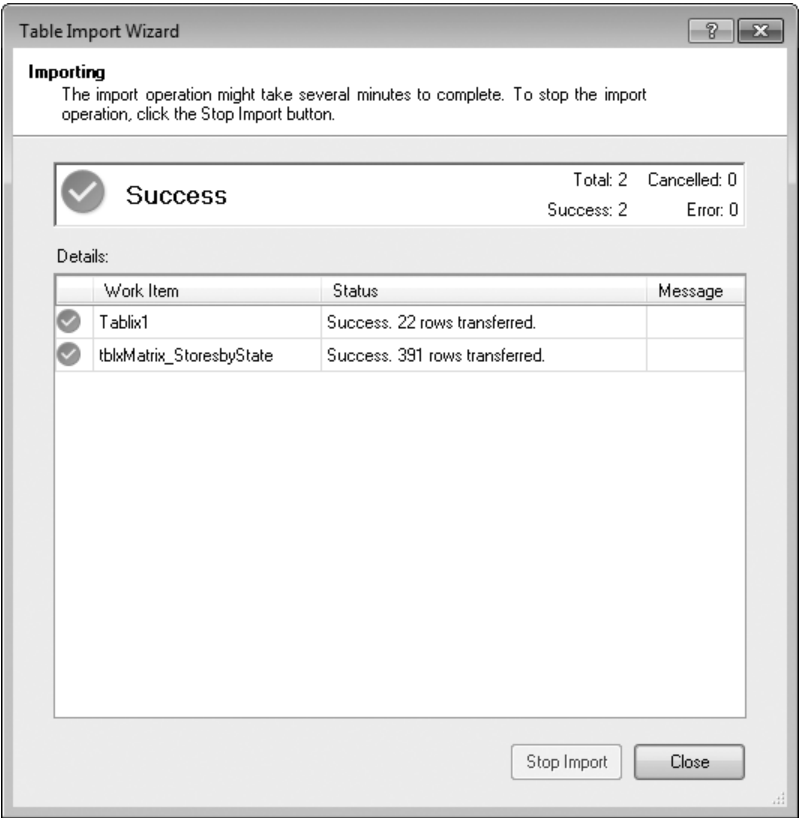 Table Import Wizard
?
Importing
The import operation might take several minutes to complete. To stop the import
operation, click the Stop Import button.
Success
Total: 2 Cancelled: 0
Success: 2 Error: 0
Details:
Work Item Status Message
Tablix1 Success. 22 rows transferred.
tblxMatrix_StoresbyState Success. 391 rows transferred.
Stop Import Close